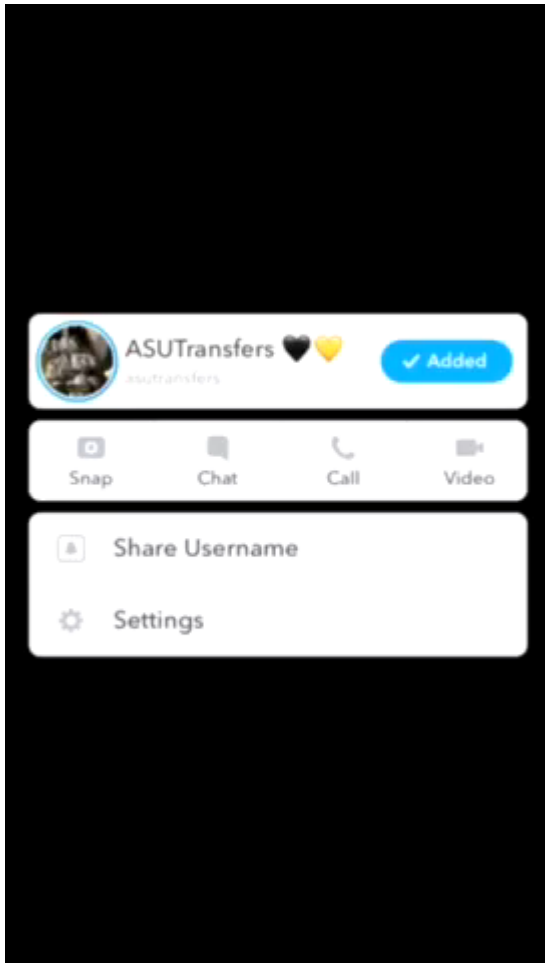 ASUTransfers 🖤💛
asutransfers
Added
Snap
Chat
Call
Video
Share Username
Settings